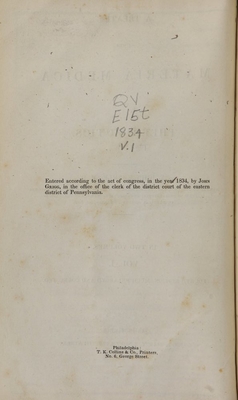 QV
E15t
1834
V.1
Entered according to the act of congress, in the year 1834, by JOHN
GRIGG, in the office of the clerk of the district court of the eastern
district of Pennsylvania.
Philadelphia:
T. K. Collins & Co., Printers,
No. 6, George Street.